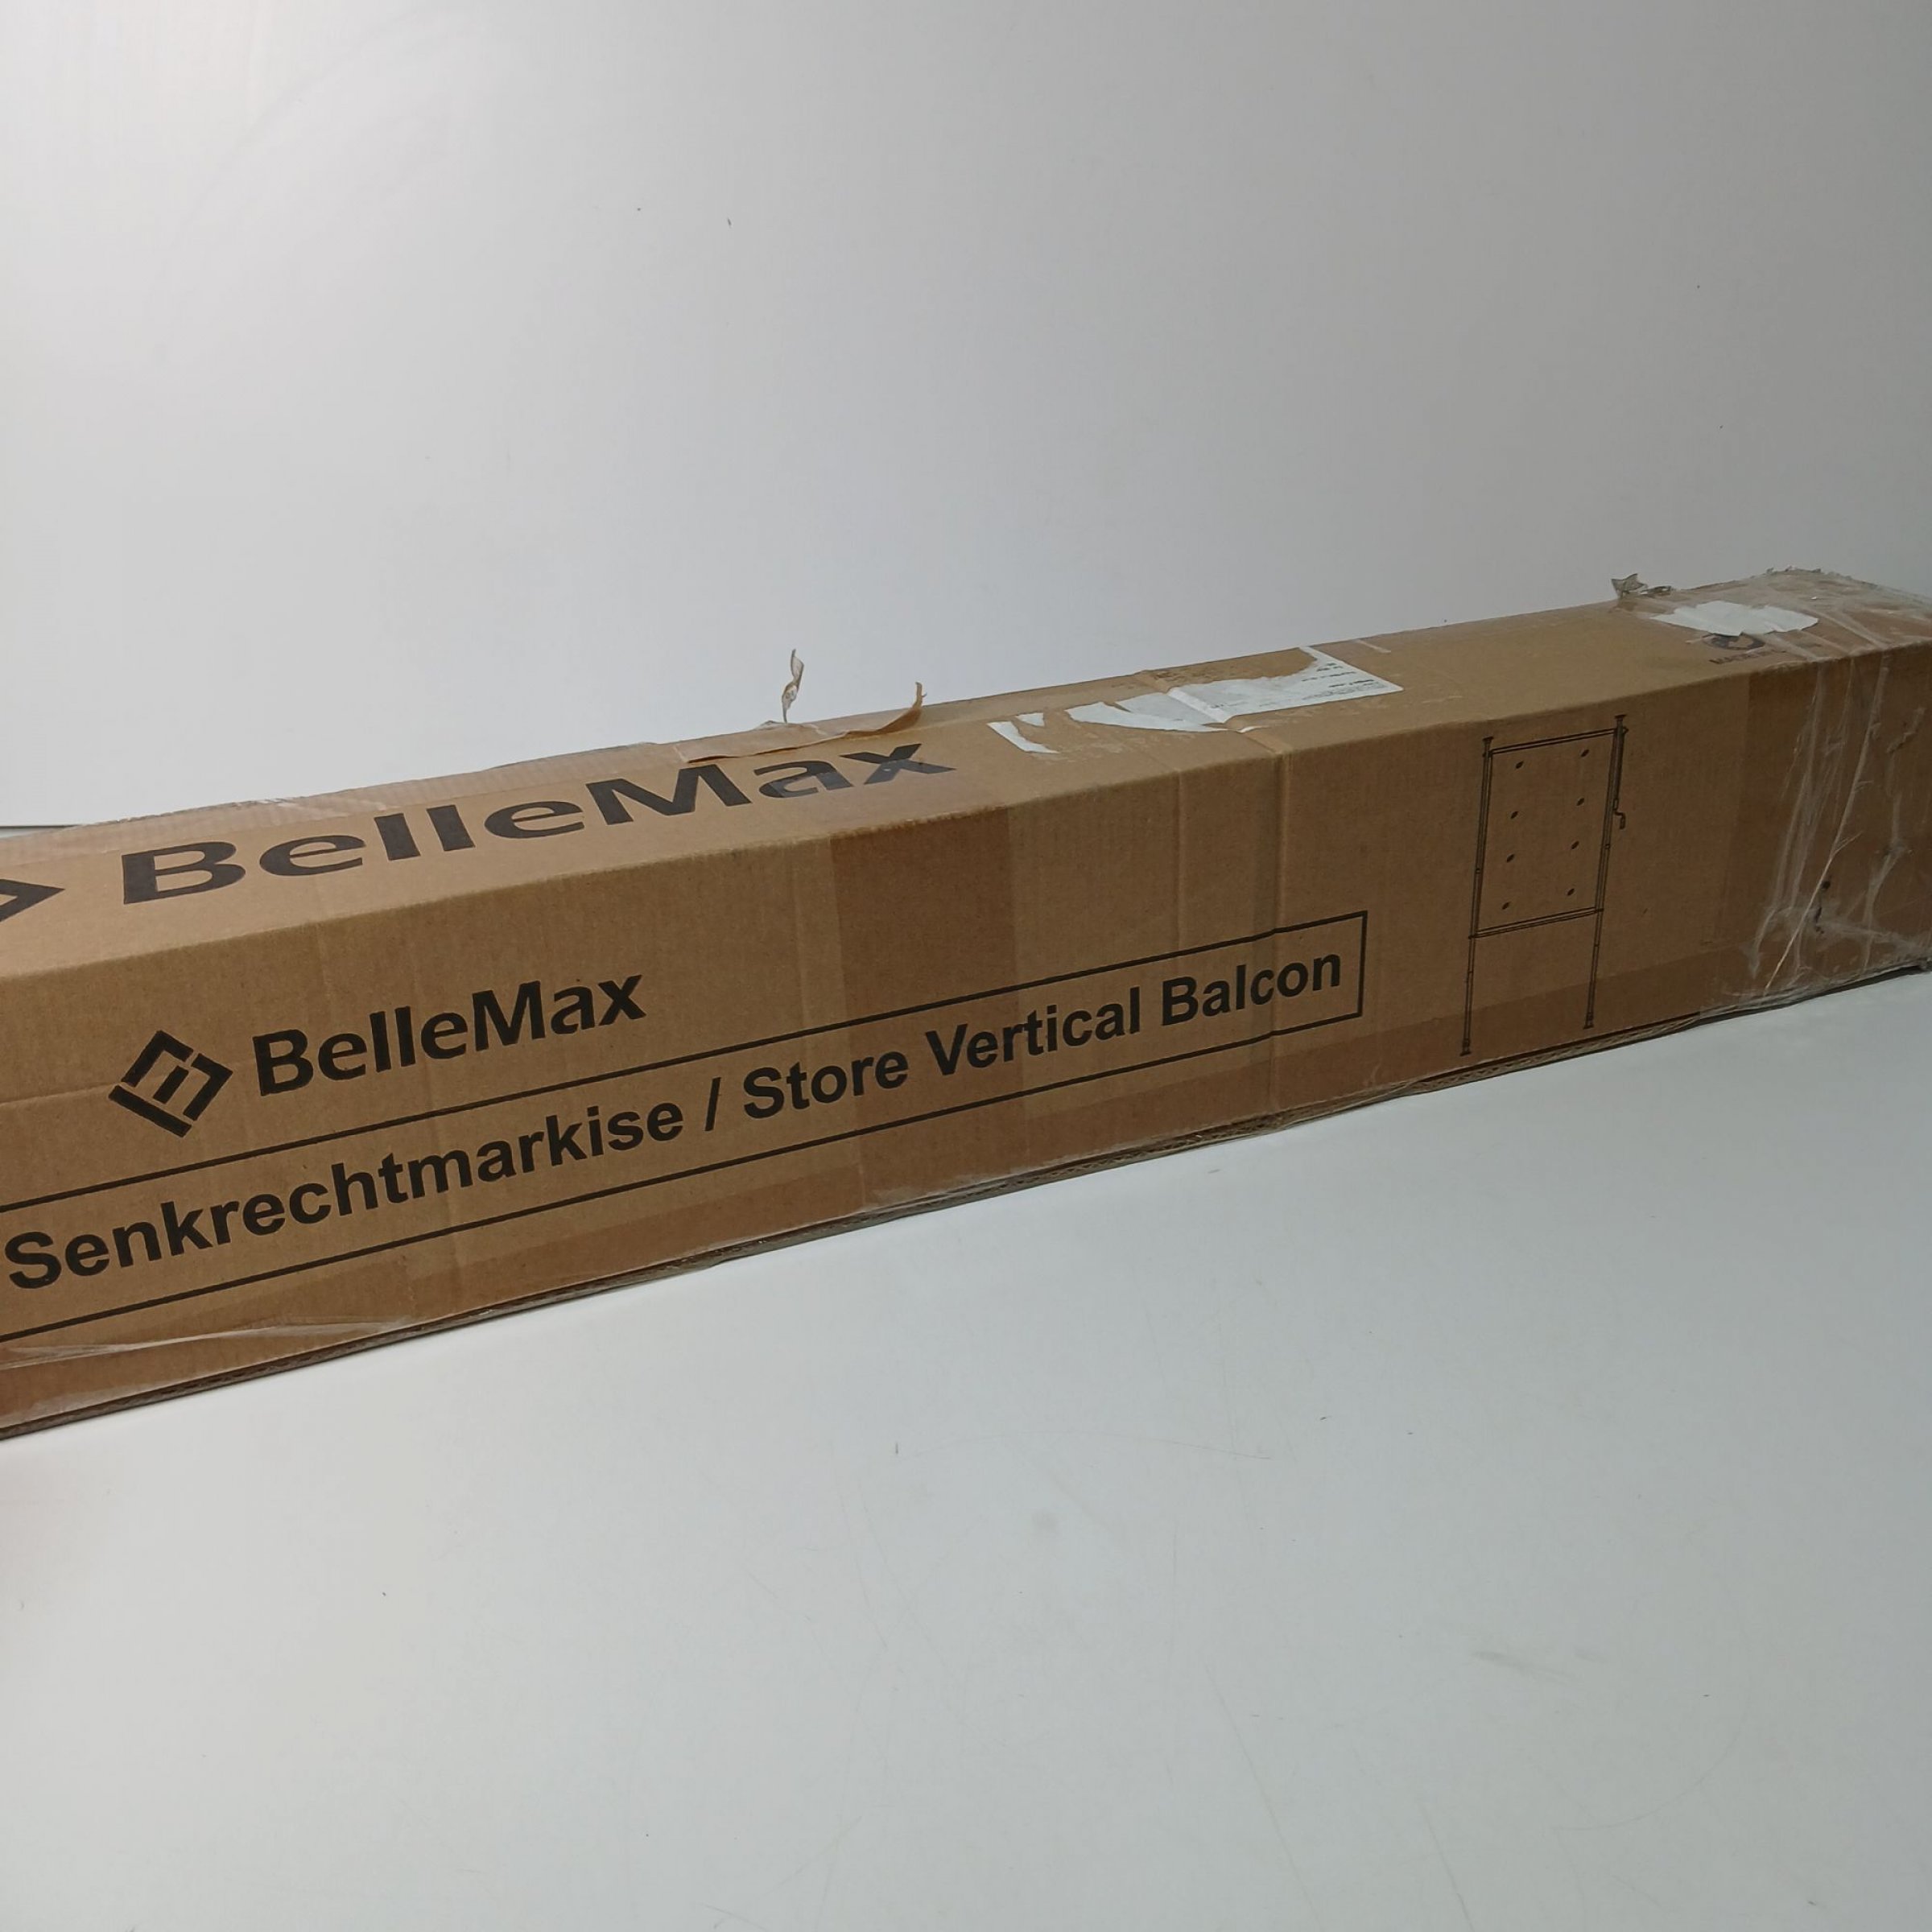 BelleMax
BelleMax
Senkrechtmarkise / Store Vertical Balcon